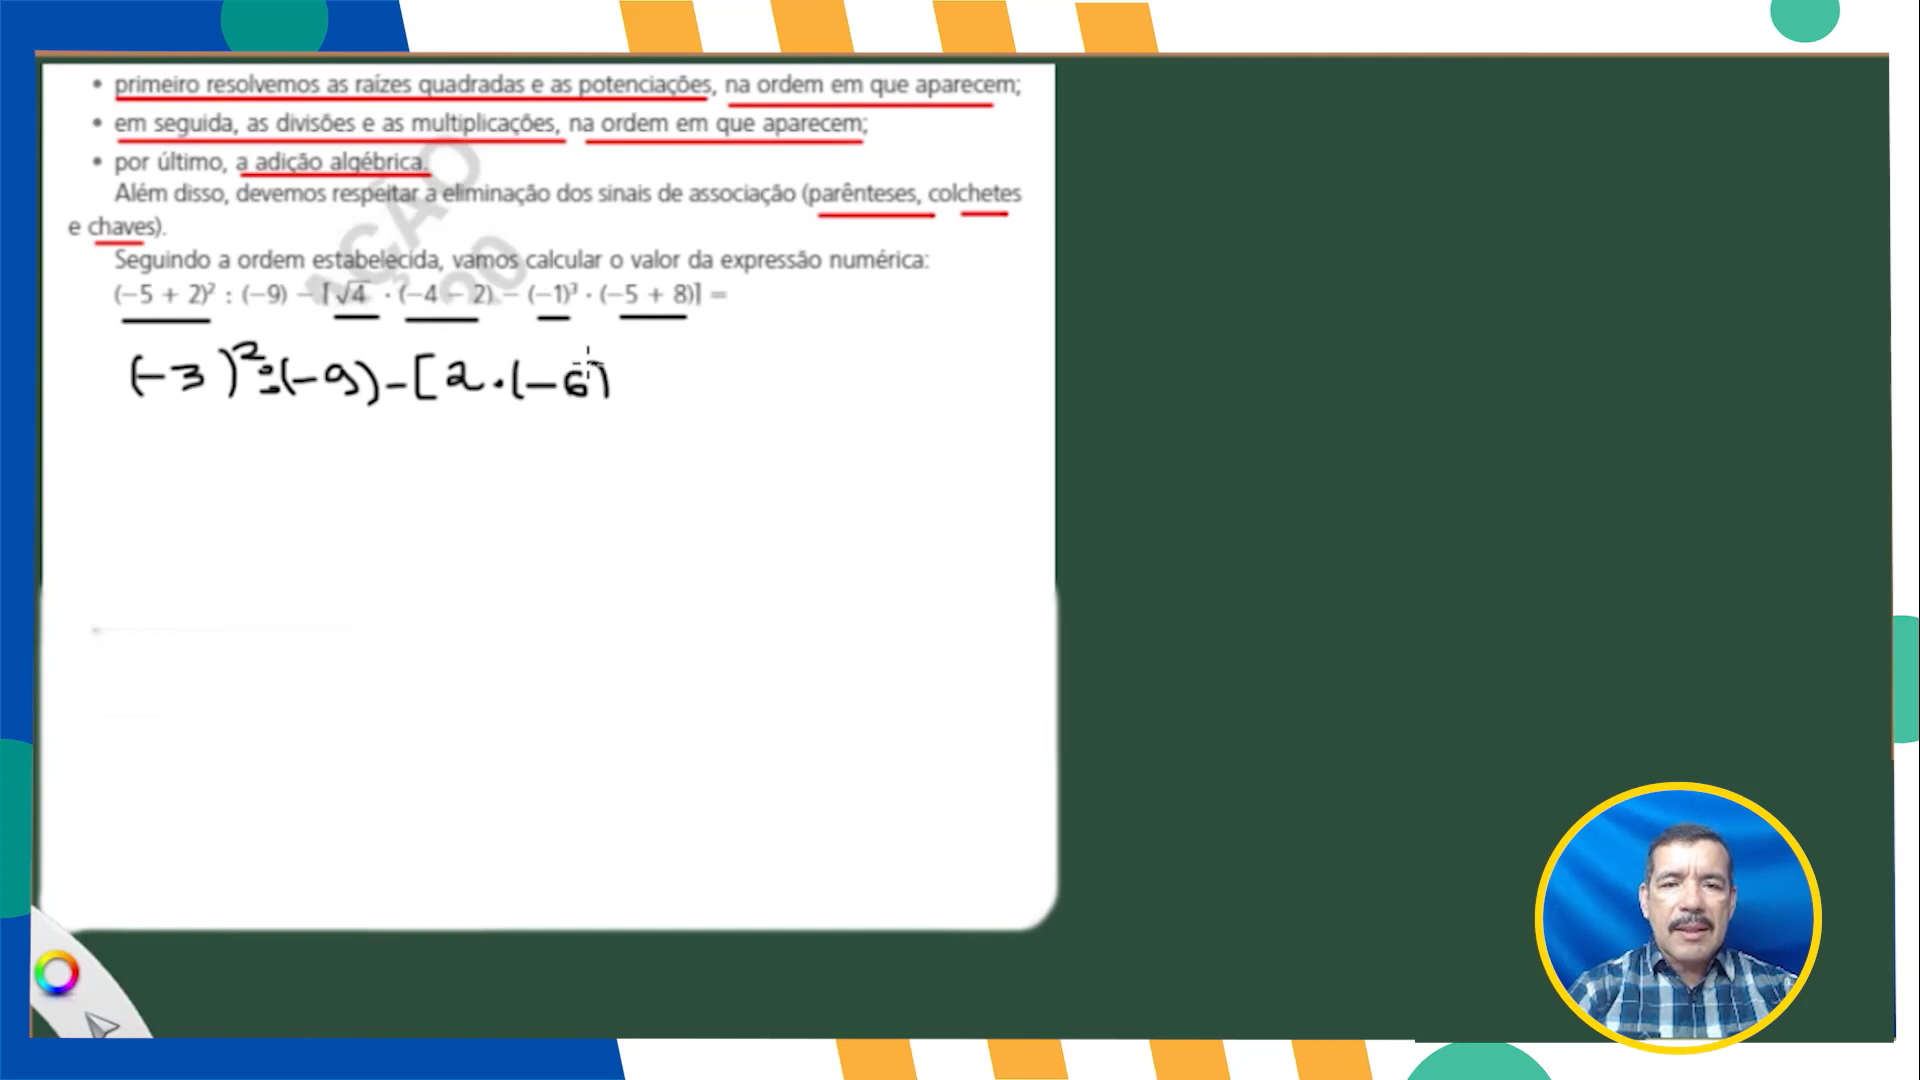 • primeiro resolvemos as raízes quadradas e as potenciações, na ordem em que aparecem;
• em seguida, as divisões e as multiplicações, na ordem em que aparecem;
• por último, a adição algébrica.
Além disso, devemos respeitar a eliminação dos sinais de associação (parênteses, colchetes
e chaves).
Seguindo a ordem estabelecida, vamos calcular o valor da expressão numérica:
(−5 + 2)² : (−9) − [√4 · (−4 − 2) − (−1)³ · (−5 + 8)] =
(−3)² : (−9) − [2 · (−6)